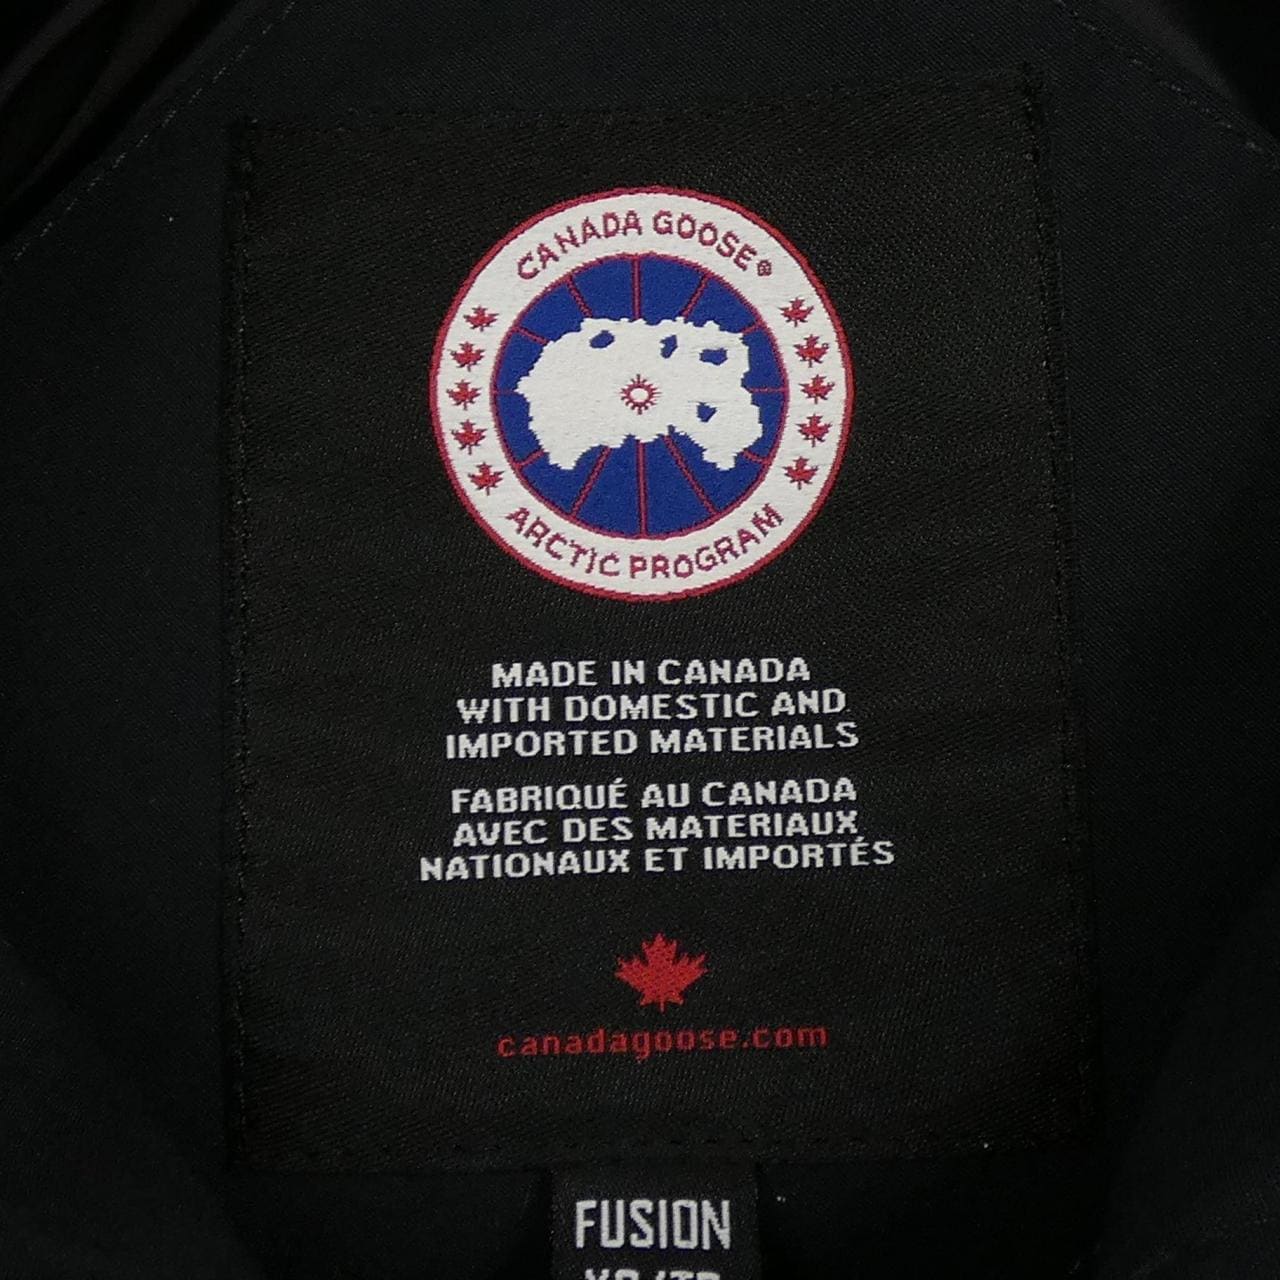 CANADA GOOSE®
ARCTIC PROGRAM
MADE IN CANADA
WITH DOMESTIC AND
IMPORTED MATERIALS
FABRIQUÉ AU CANADA
AVEC DES MATERIAUX
NATIONAUX ET IMPORTÉS
canadagoose.com
FUSION